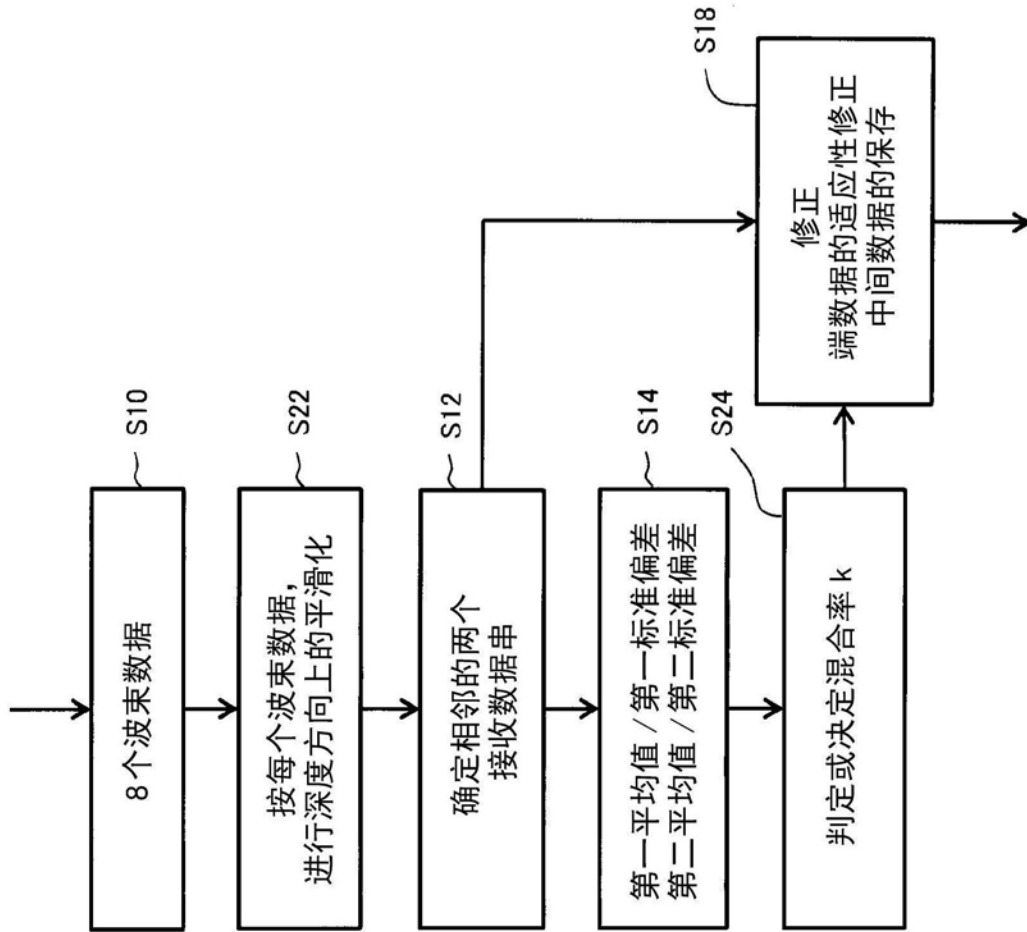 S10
8个波束数据
S22
按每个波束数据，
进行深度方向上的平滑化
S12
确定相邻的两个
接收数据串
S14
第一平均值／第一标准偏差
第二平均值／第二标准偏差
S24
判定或决定混合率k
S18
修正
端数据的适应性修正
中间数据的保存